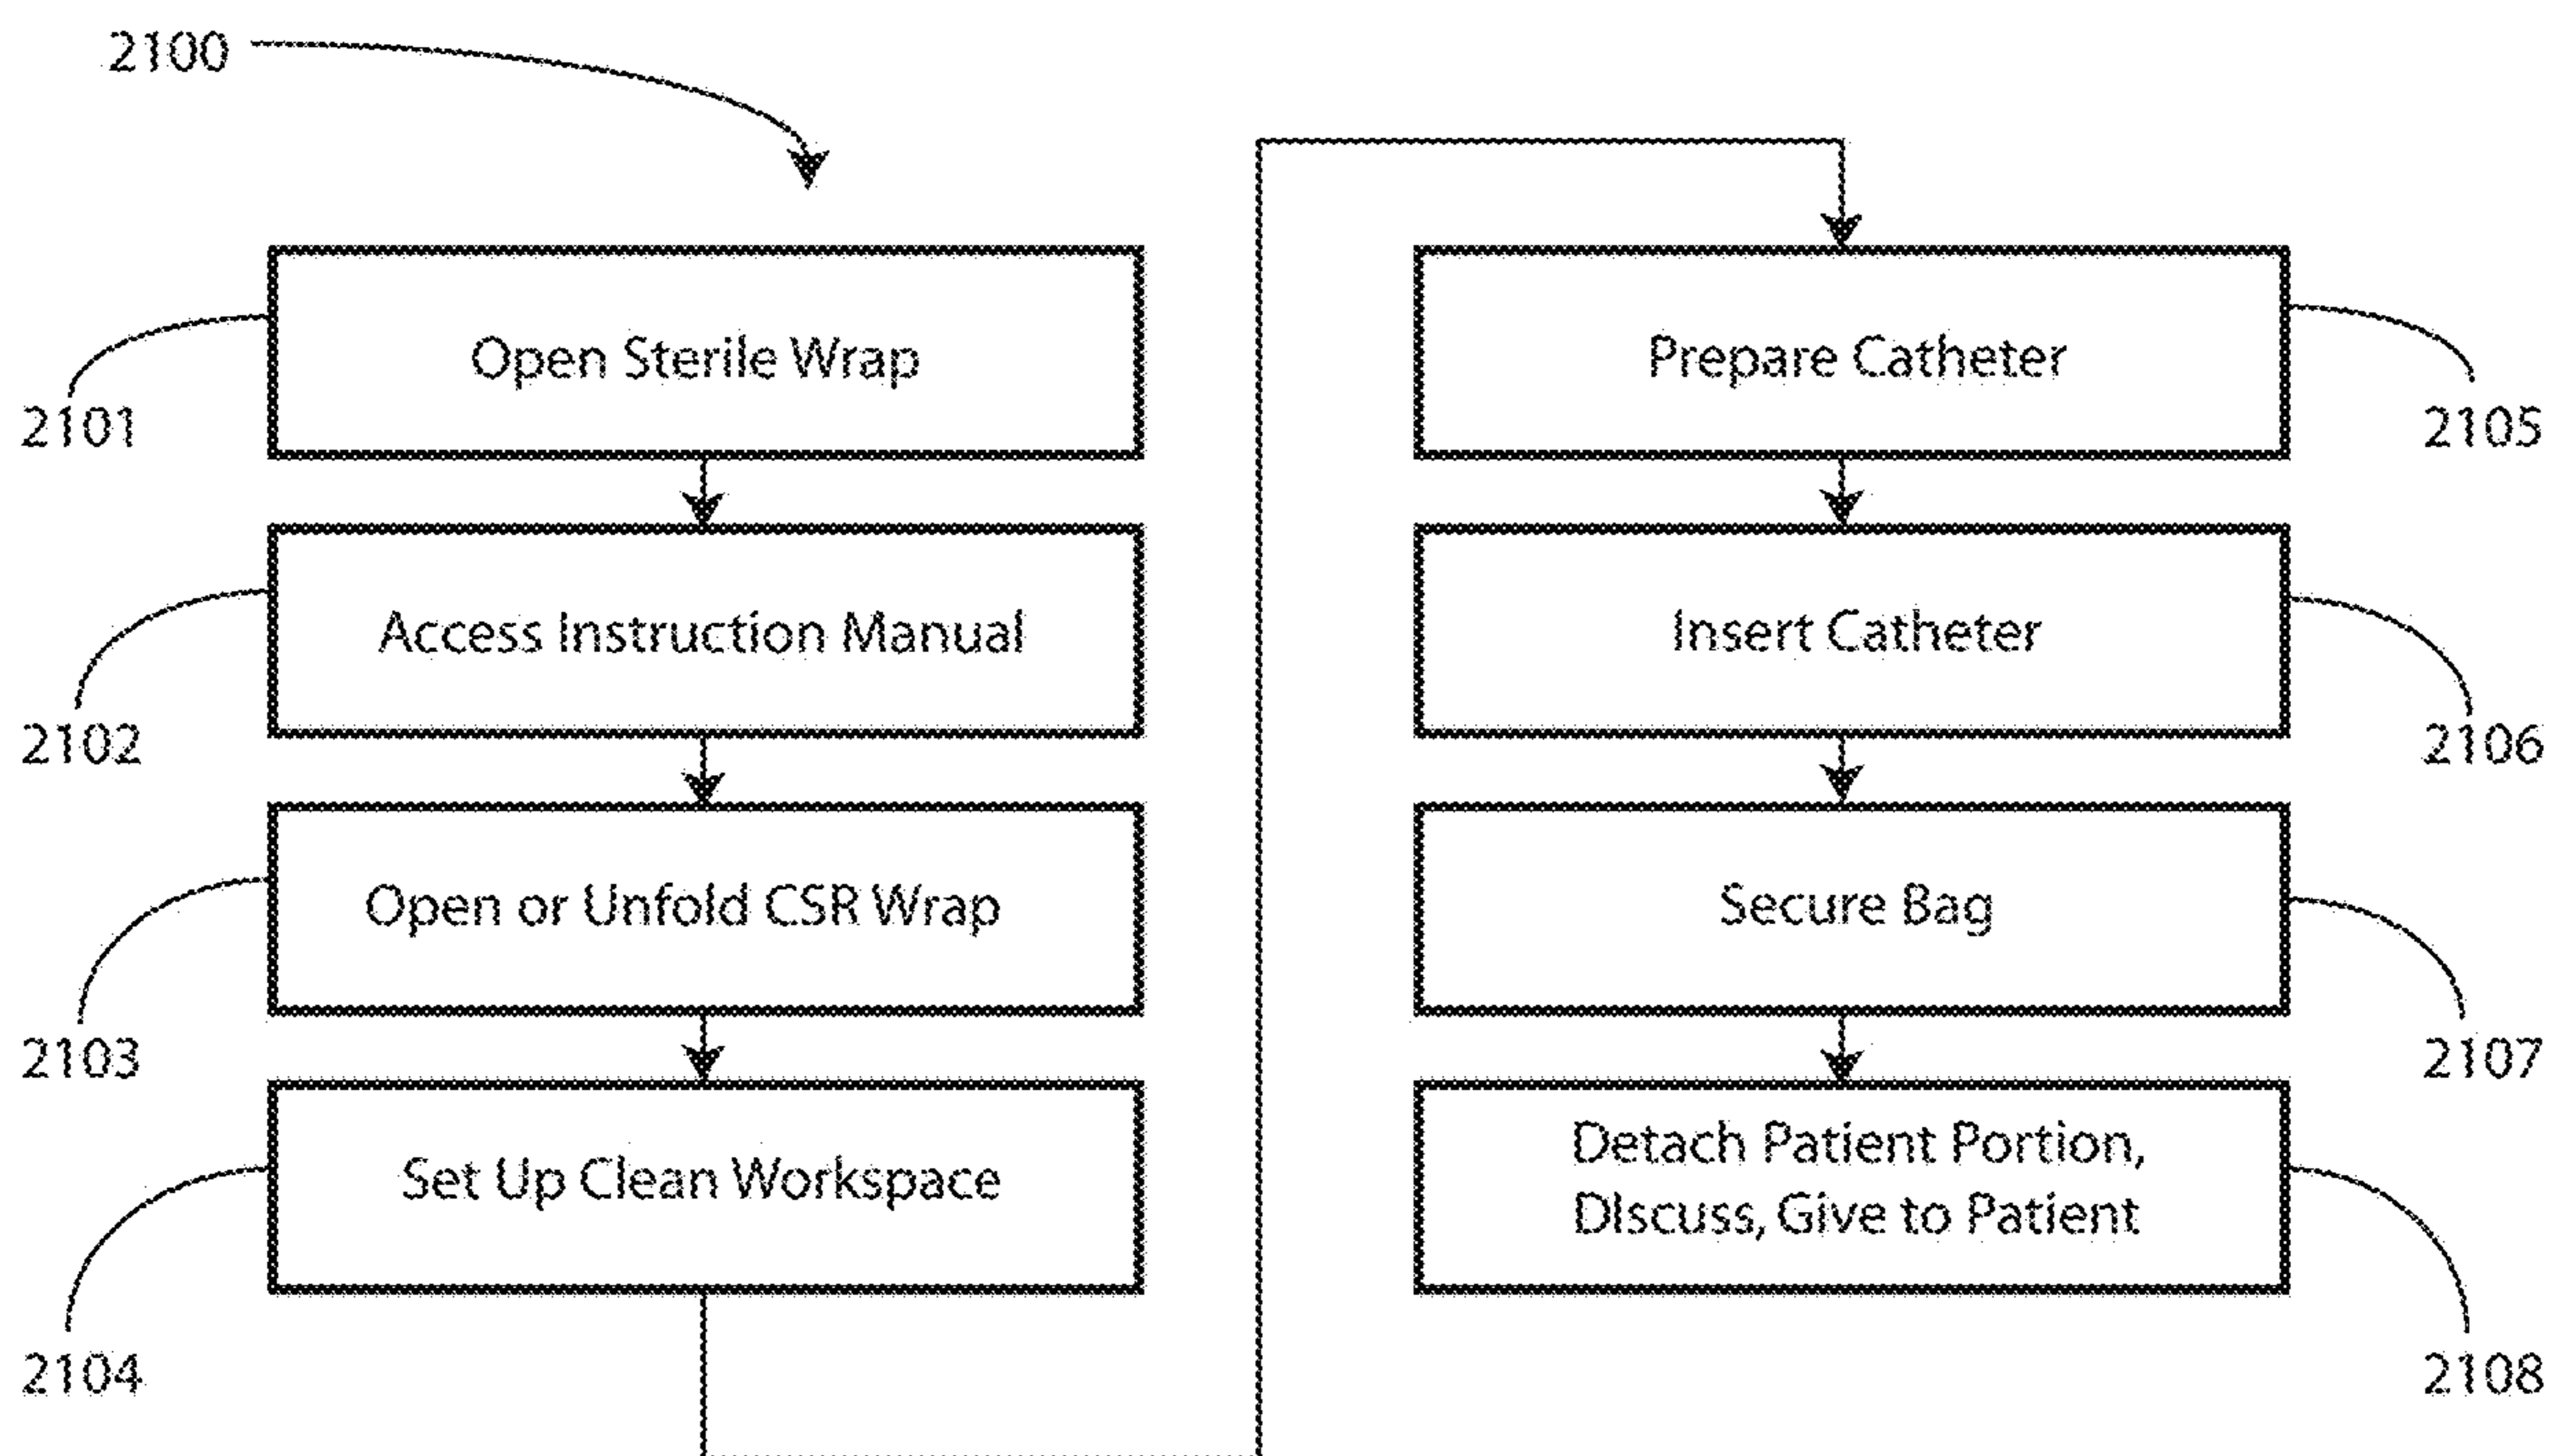 2100
Open Sterile Wrap
2101
Access Instruction Manual
2102
Open or Unfold CSR Wrap
2103
Set Up Clean Workspace
2104
Prepare Catheter
2105
Insert Catheter
2106
Secure Bag
2107
Detach Patient Portion,
DIscuss, Give to Patient
2108